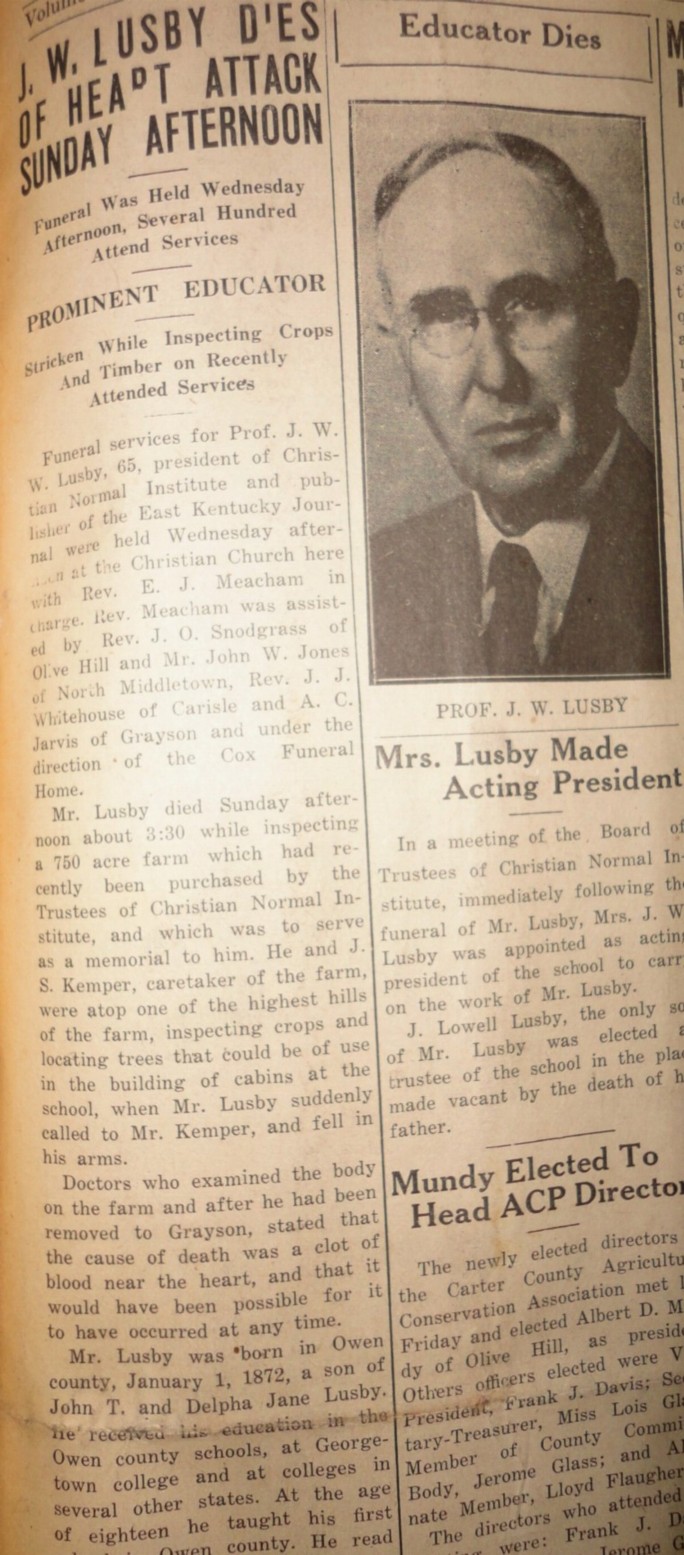 Volume
J. W. LUSBY D'ES
OF HEART ATTACK
SUNDAY AFTERNOON
Funeral Was Held Wednesday
Afternoon, Several Hundred
Attend Services
PROMINENT EDUCATOR
Stricken While Inspecting Crops
And Timber on Recently
Attended Services
Funeral services for Prof. J. W.
W. Lusby, 65, president of Chris-
tian Normal Institute and pub-
lisher of the East Kentucky Jour-
nal were held Wednesday after-
at the Christian Church here
with Rev. E. J. Meacham in
charge. Rev. Meacham was assist-
ed by Rev. J. O. Snodgrass of
Olive Hill and Mr. John W. Jones
of North Middletown, Rev. J. J.
Whitehouse of Carisle and A. C.
Jarvis of Grayson and under the
direction of the Cox Funeral
Home.
Mr. Lusby died Sunday after-
noon about 3:30 while inspecting
a 750 acre farm which had re-
cently been purchased by the
Trustees of Christian Normal In-
stitute, and which was to serve
as a memorial to him. He and J.
S. Kemper, caretaker of the farm,
were atop one of the highest hills
of the farm, inspecting crops and
locating trees that could be of use
in the building of cabins at the
school, when Mr. Lusby suddenly
called to Mr. Kemper, and fell in
his arms.
Doctors who examined the body
on the farm and after he had been
removed to Grayson, stated that
the cause of death was a clot of
blood near the heart, and that it
would have been possible for it
to have occurred at any time.
Mr. Lusby was born in Owen
county, January 1, 1872, a son of
John T. and Delpha Jane Lusby.
he received his education in the
Owen county schools, at George-
town college and at colleges in
several other states. At the age
of eighteen he taught his first
Owen county. He read
Educator Dies
PROF. J. W. LUSBY
Mrs. Lusby Made
Acting President
In a meeting of the Board of
Trustees of Christian Normal In-
stitute, immediately following the
funeral of Mr. Lusby, Mrs. J. W
Lusby was appointed as acting
president of the school to carr
on the work of Mr. Lusby.
J. Lowell Lusby, the only so
of Mr. Lusby was elected a
trustee of the school in the plac
made vacant by the death of h
father.
Mundy Elected To
Head ACP Director
The newly elected directors
the Carter County Agricultu
Conservation Association met l
Friday and elected Albert D. M
dy of Olive Hill, as presid
Others officers elected were V
President, Frank J. Davis; Se
tary-Treasurer, Miss Lois Gl
Member of County Commi
Body, Jerome Glass; and Al
nate Member, Lloyd Flaugher
The directors who attended
were: Frank J. D
Jerome G